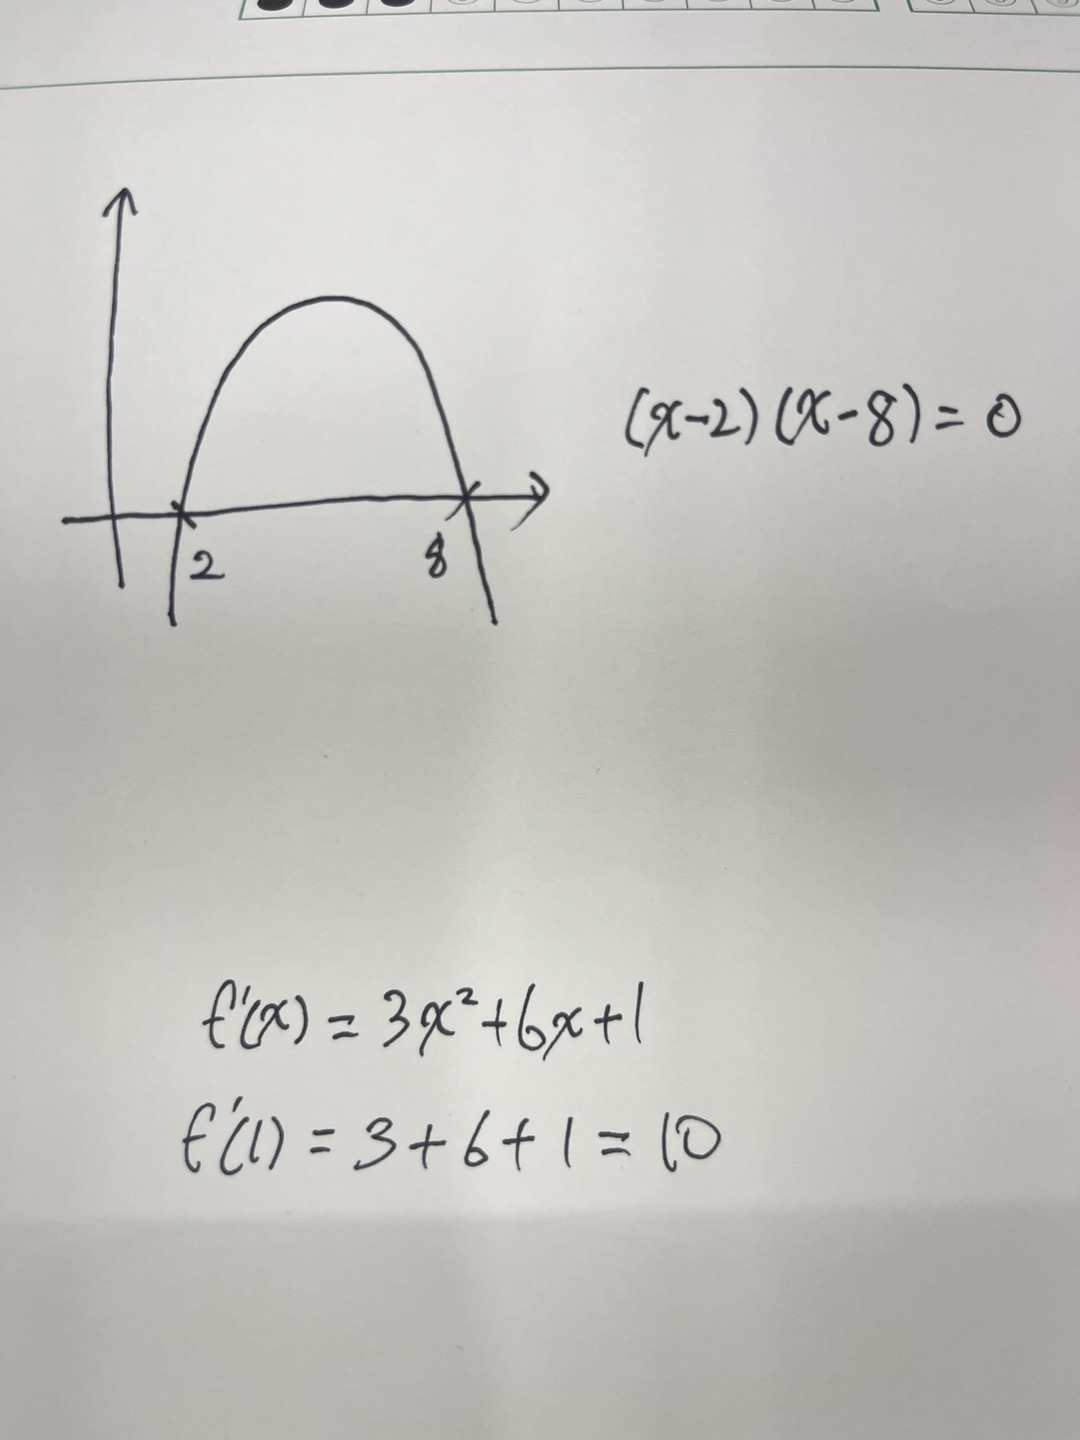 (x-2)(x-8)=0
2
8
f'(x)=3x²+6x+1
f'(1)=3+6+1=10